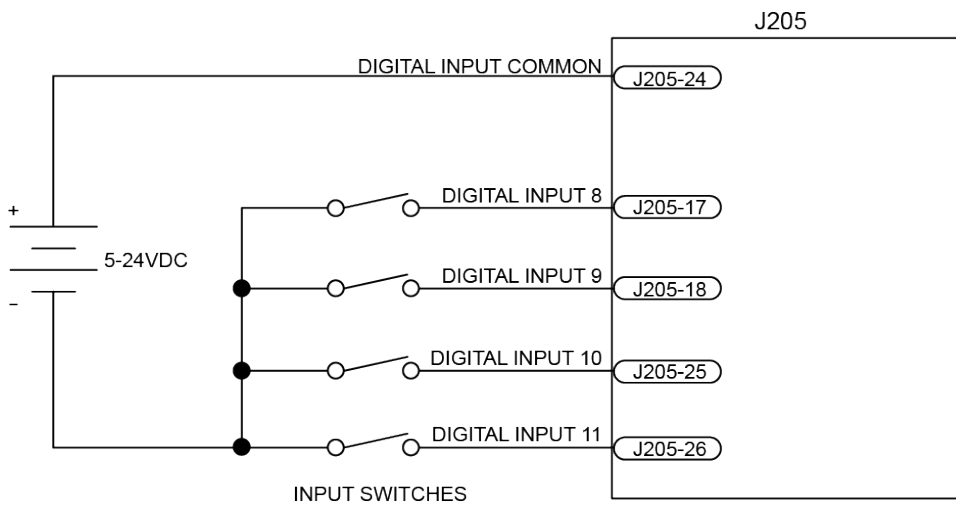 J205
DIGITAL INPUT COMMON
J205-24
DIGITAL INPUT 8
J205-17
+
5-24VDC
DIGITAL INPUT 9
J205-18
–
DIGITAL INPUT 10
J205-25
DIGITAL INPUT 11
J205-26
INPUT SWITCHES